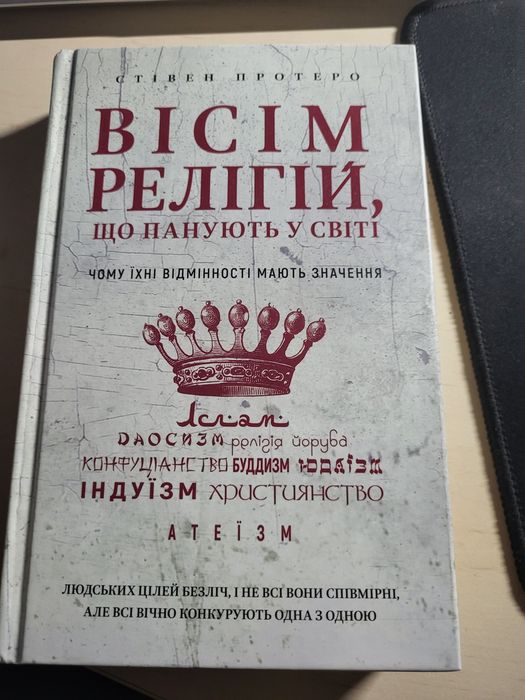 СТІВЕН ПРОТЕРО
ВІСІМ
РЕЛІГІЙ,
ЩО ПАНУЮТЬ У СВІТІ
ЧОМУ ЇХНІ ВІДМІННОСТІ МАЮТЬ ЗНАЧЕННЯ
Іслам
ДАОСИЗМ релігія йоруба
КОНФУЦІАНСТВО БУДДИЗМ ЮДАЇЗМ
ІНДУЇЗМ ХРИСТИЯНСТВО
АТЕЇЗМ
ЛЮДСЬКИХ ЦІЛЕЙ БЕЗЛІЧ, І НЕ ВСІ ВОНИ СПІВМІРНІ,
АЛЕ ВСІ ВІЧНО КОНКУРУЮТЬ ОДНА З ОДНОЮ